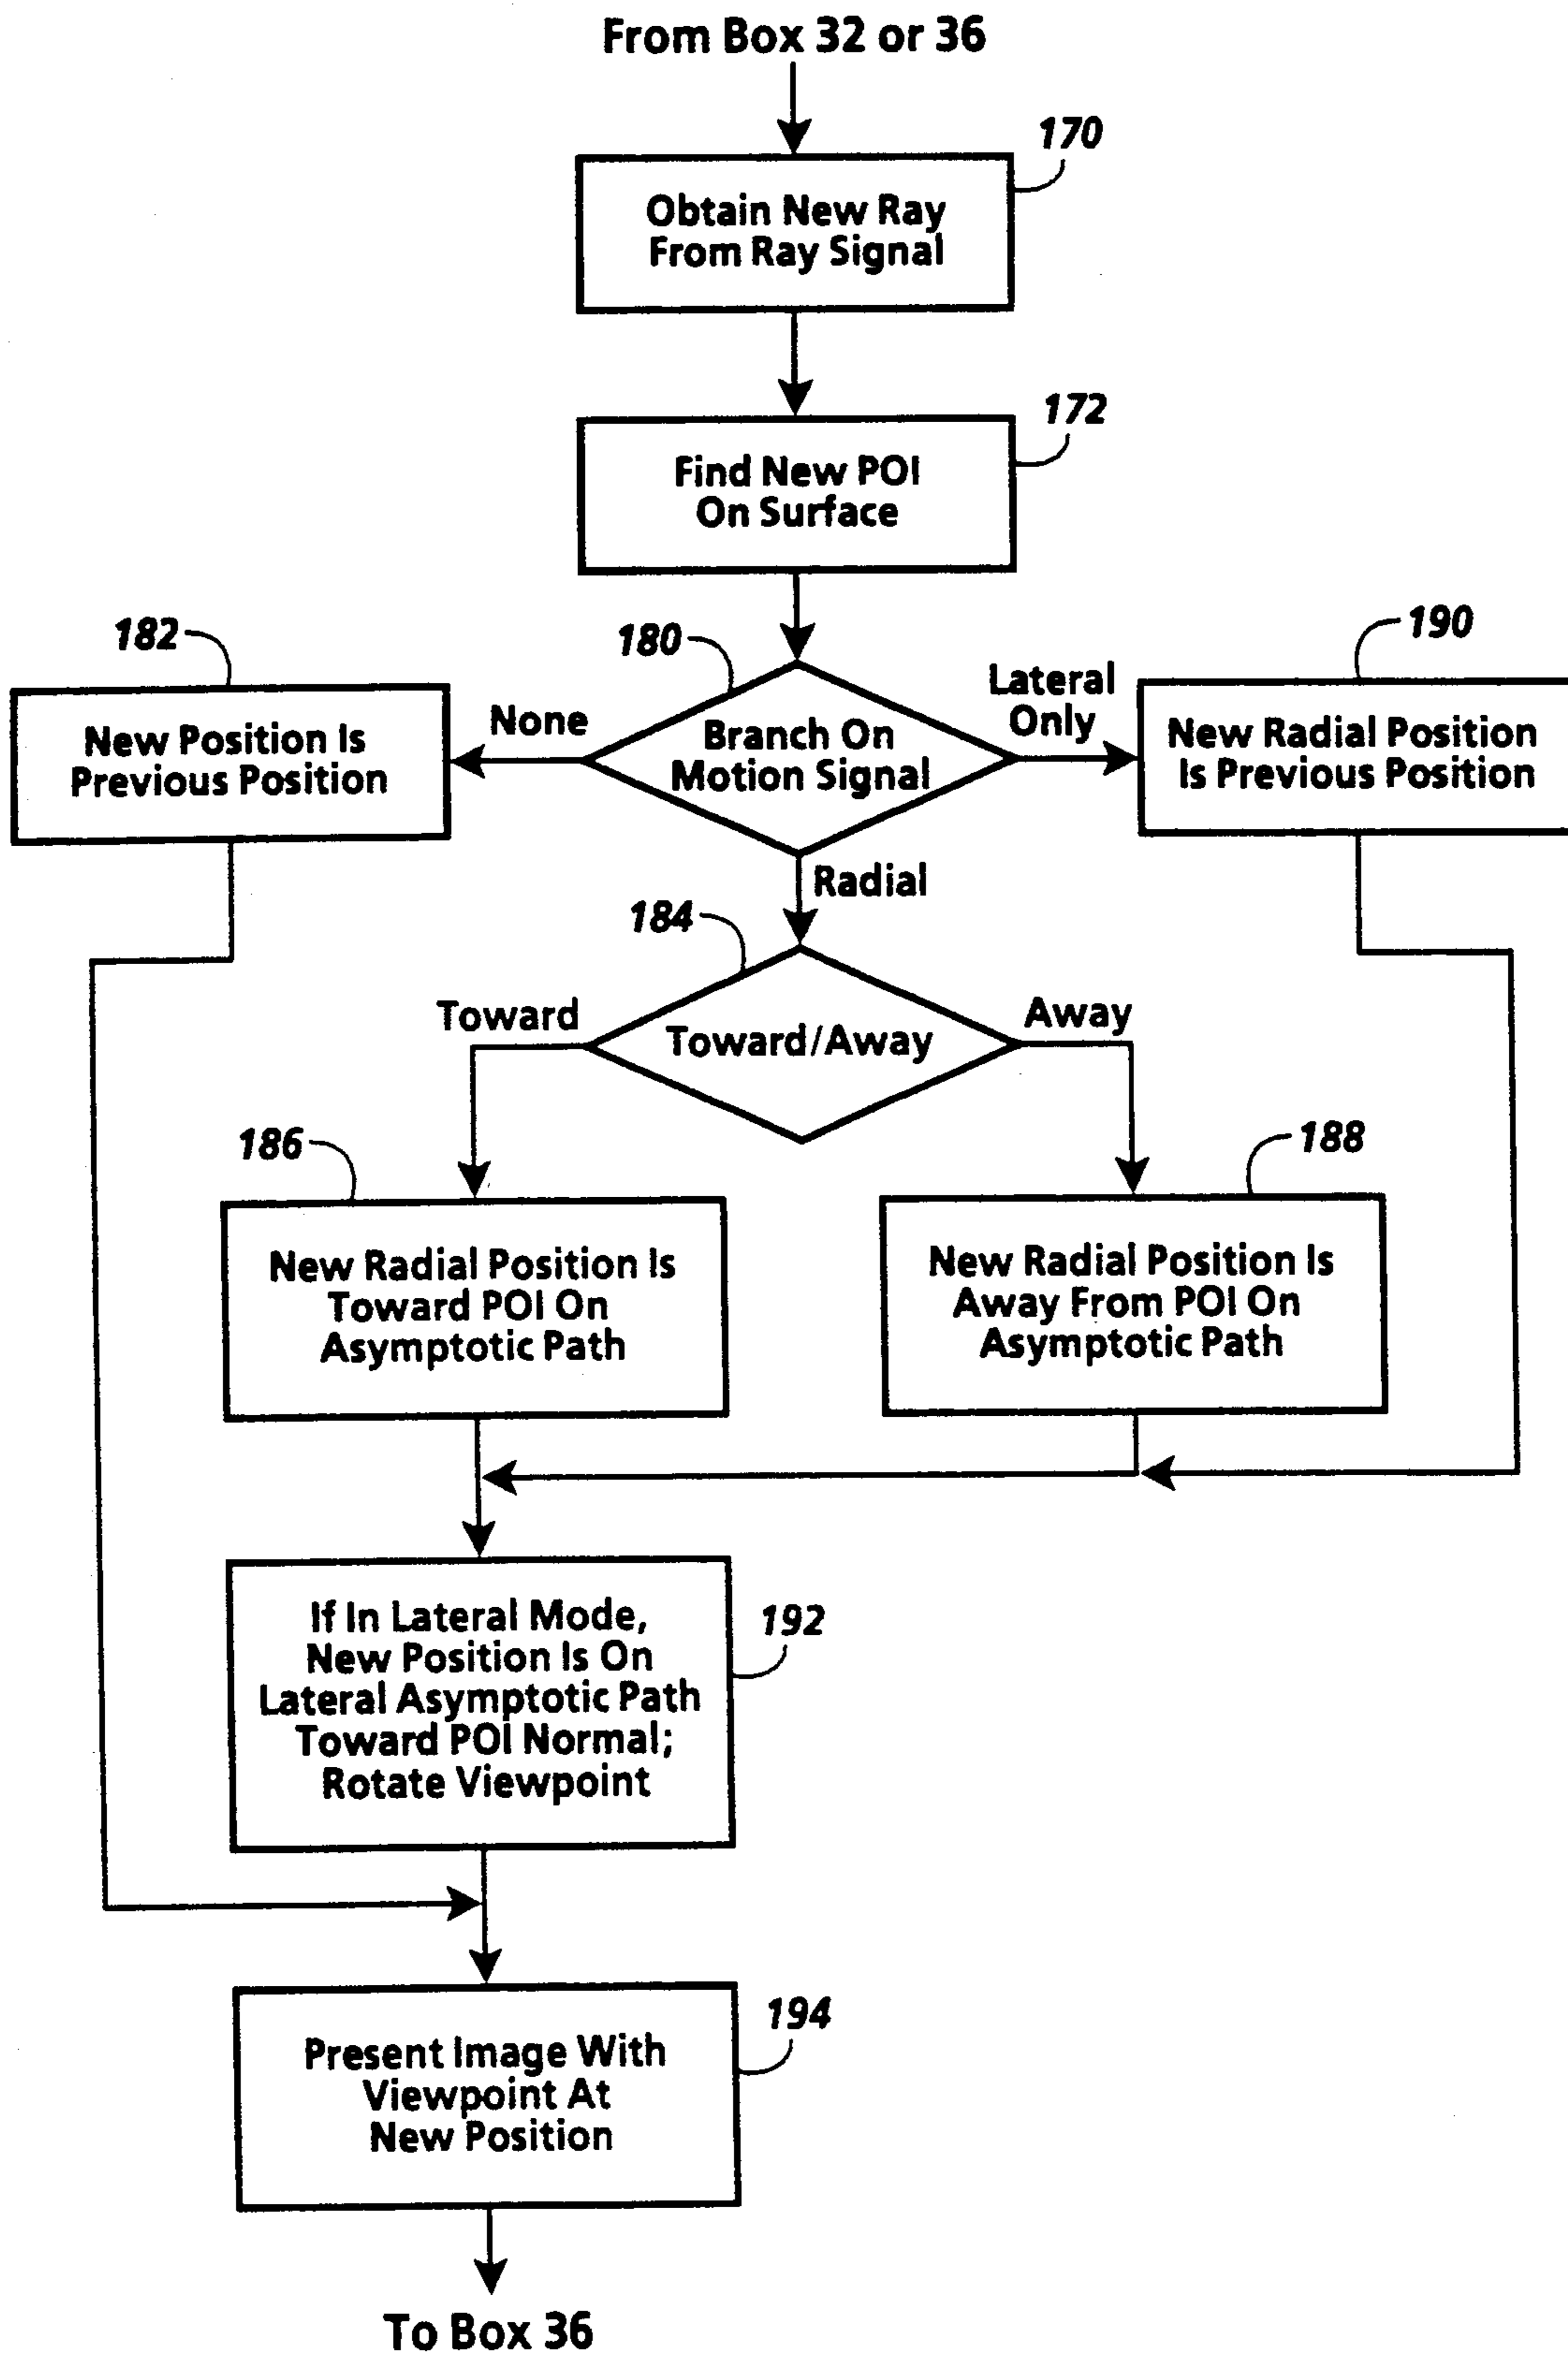 From Box 32 or 36
170
Obtain New Ray
From Ray Signal
172
Find New POI
On Surface
182
180
190
New Position Is
Previous Position
None
Branch On
Motion Signal
Lateral
Only
New Radial Position
Is Previous Position
Radial
184
Toward
Toward/Away
Away
186
188
New Radial Position Is
Toward POI On
Asymptotic Path
New Radial Position Is
Away From POI On
Asymptotic Path
If In Lateral Mode,
New Position Is On
Lateral Asymptotic Path
Toward POI Normal;
Rotate Viewpoint
192
Present Image With
Viewpoint At
New Position
194
To Box 36